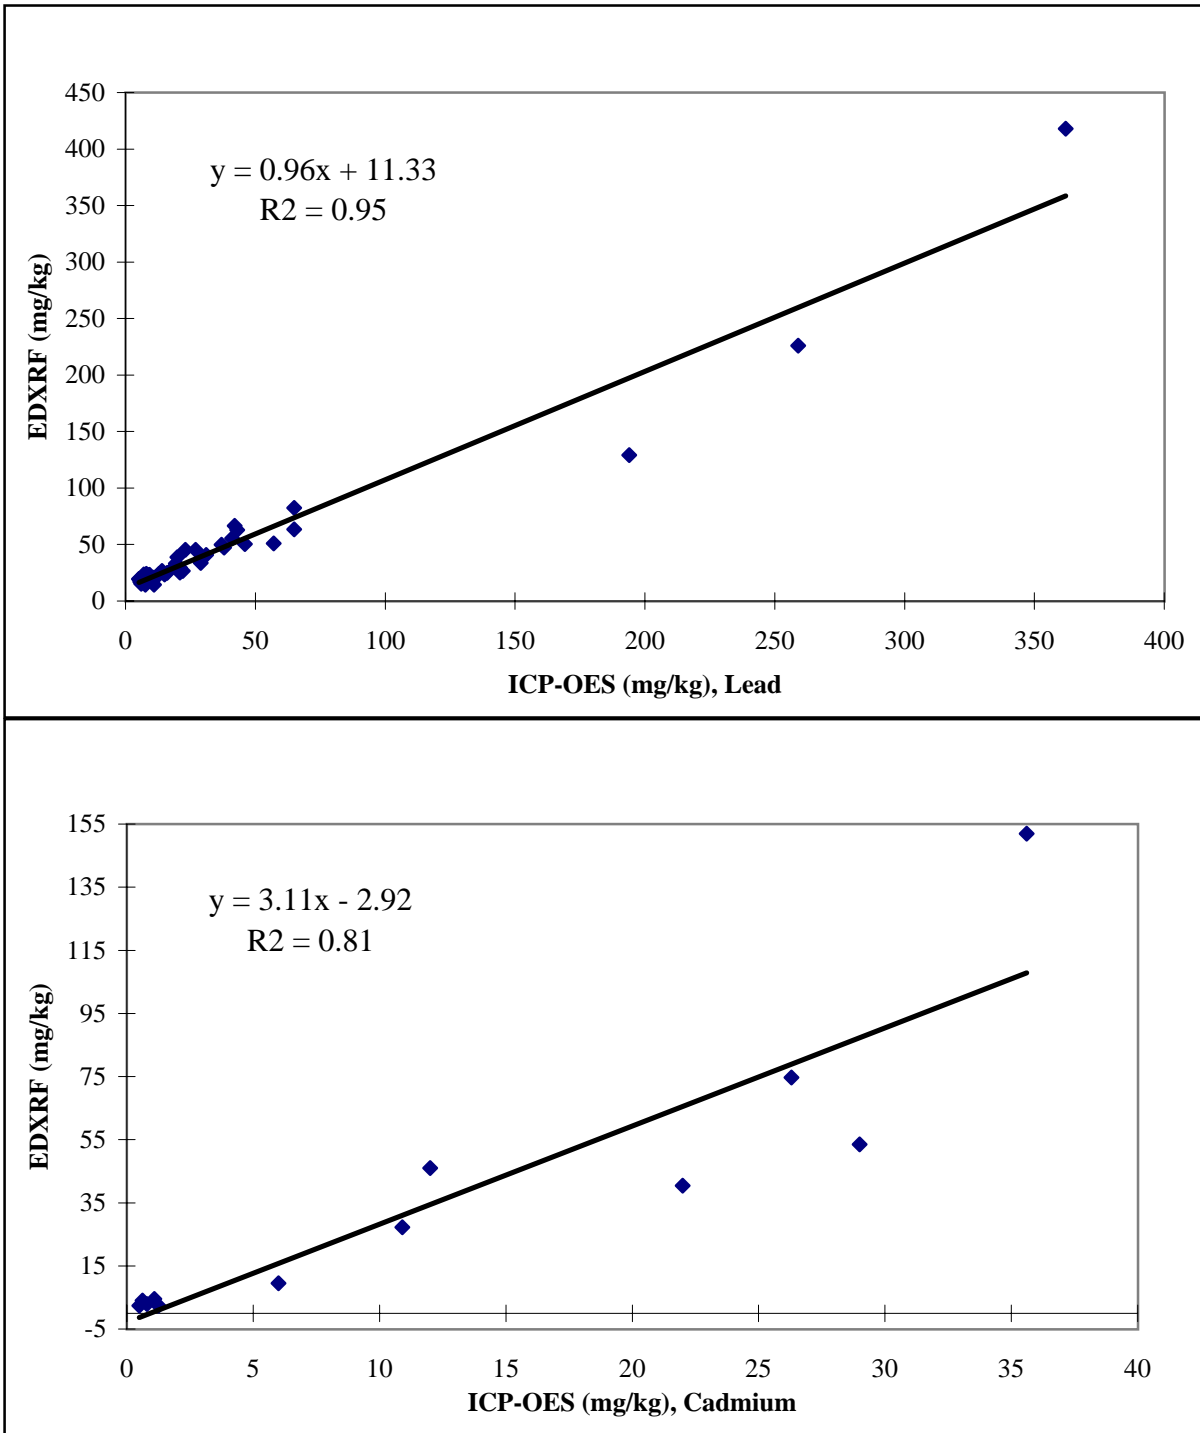 450
400
350
300
250
200
150
100
50
0
EDXRF (mg/kg)
y = 0.96x + 11.33
R2 = 0.95
0 50 100 150 200 250 300 350 400
ICP-OES (mg/kg), Lead
155
135
115
95
75
55
35
15
-5
EDXRF (mg/kg)
y = 3.11x - 2.92
R2 = 0.81
0 5 10 15 20 25 30 35 40
ICP-OES (mg/kg), Cadmium